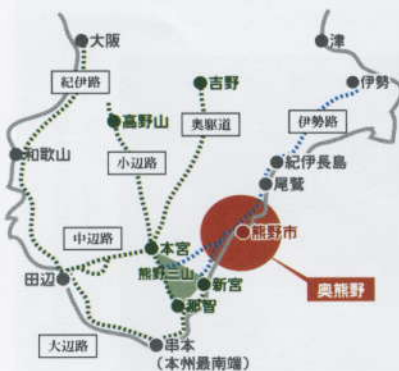 大阪
津
吉野
伊勢
紀伊路
高野山
奥駈道
伊勢路
和歌山
小辺路
紀伊長島
尾鷲
中辺路
本宮
熊野市
熊野三山
田辺
新宮
奥熊野
那智
大辺路
串本
(本州最南端)